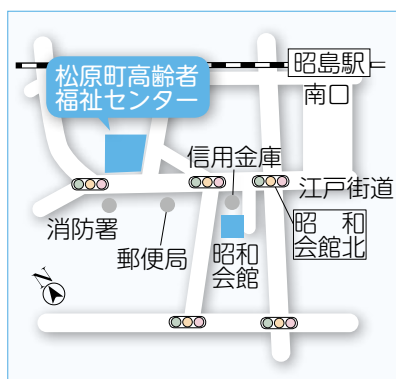 昭島駅
南口
松原町高齢者
福祉センター
信用金庫
江戸街道
消防署
郵便局
昭和
会館
昭和
会館北
N